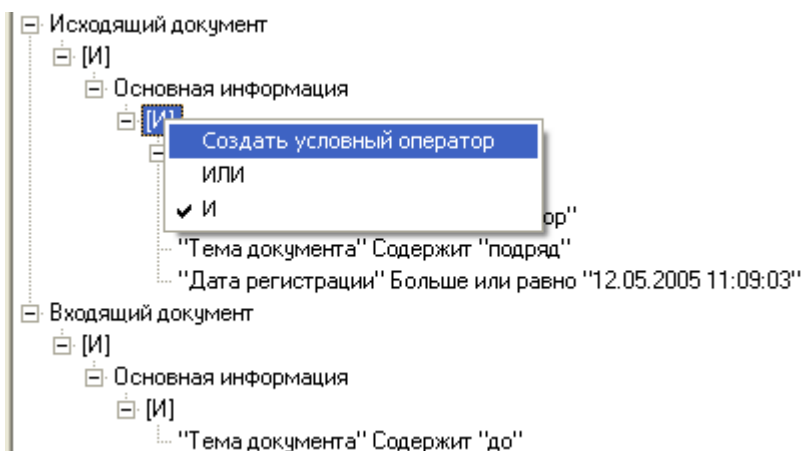 Исходящий документ
[И]
Основная информация
[И]
Создать условный оператор
ИЛИ
И
ор"
"Тема документа" Содержит "подряд"
"Дата регистрации" Больше или равно "12.05.2005 11:09:03"
Входящий документ
[И]
Основная информация
[И]
"Тема документа" Содержит "до"